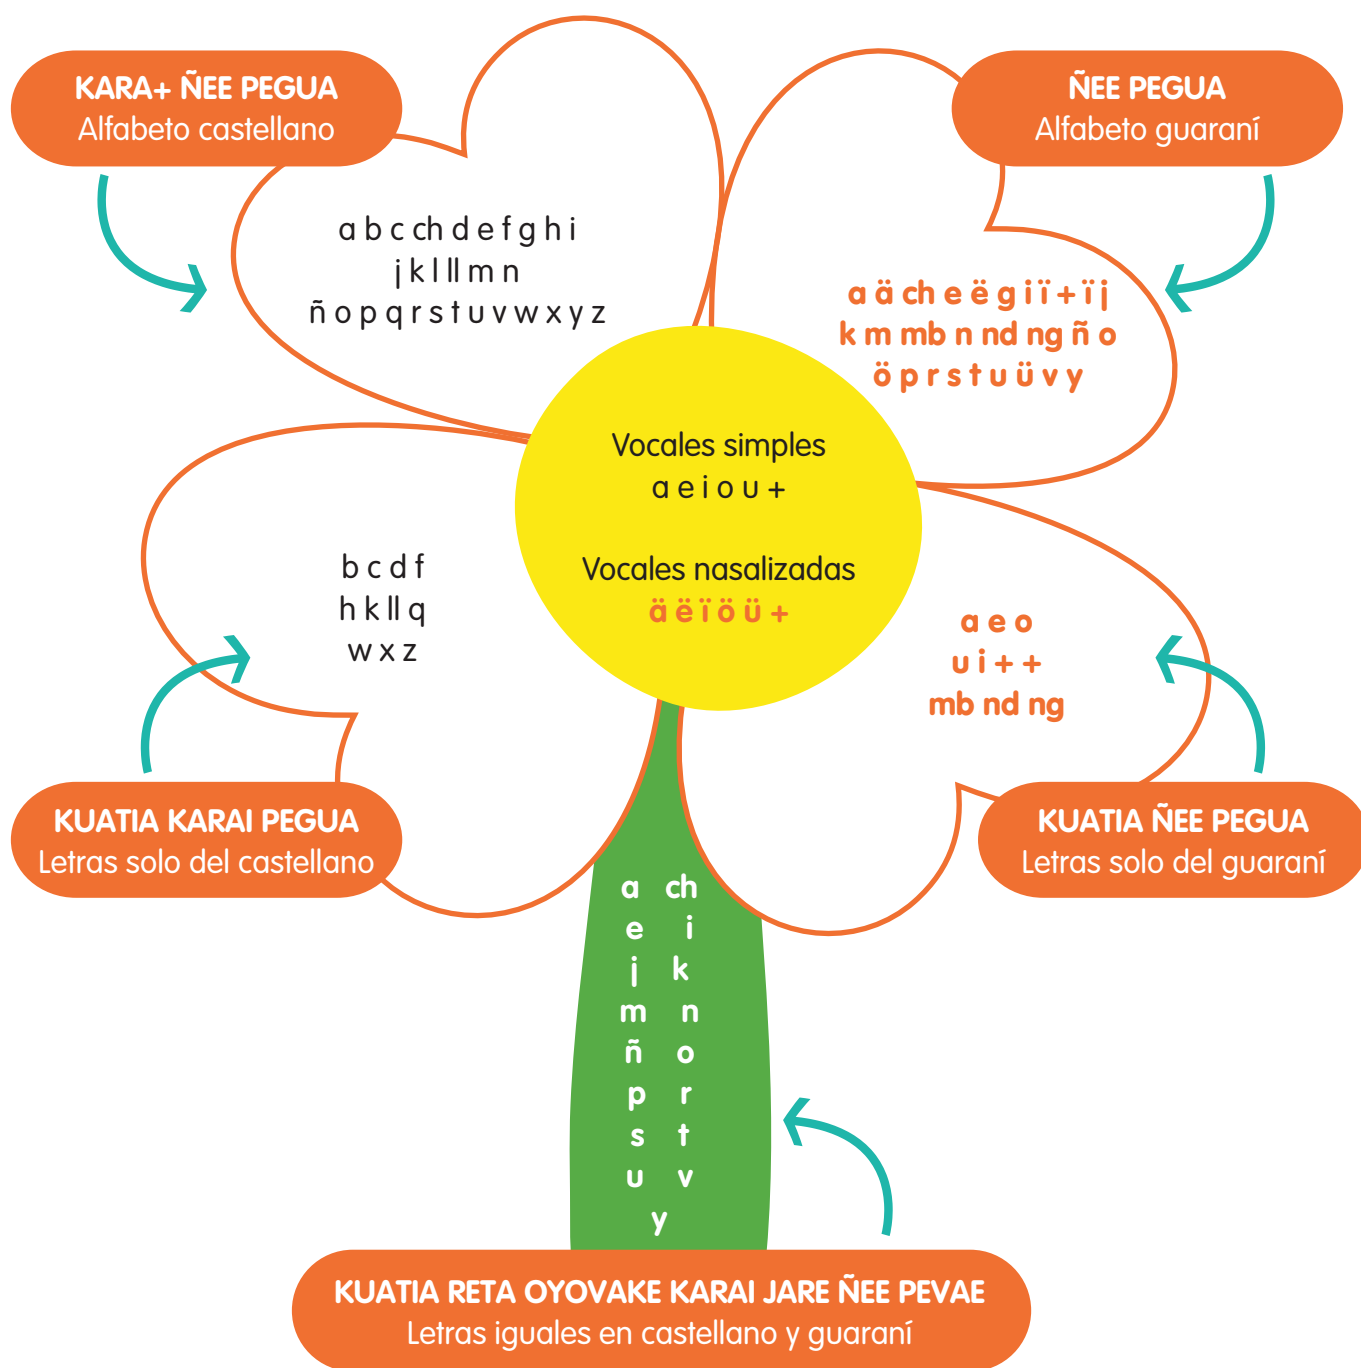 KARA+ ÑEE PEGUA
Alfabeto castellano
ÑEE PEGUA
Alfabeto guaraní
a b c ch d e f g h i
j k l ll m n
ñ o p q r s t u v w x y z
a ä ch e ë g i ï + ï j
k m mb n nd ng ñ o
ö p r s t u ü v y
Vocales simples
a e i o u +
Vocales nasalizadas
ä ë ï ö ü +
b c d f
h k ll q
w x z
a e o
u i + +
mb nd ng
KUATIA KARAI PEGUA
Letras solo del castellano
KUATIA ÑEE PEGUA
Letras solo del guaraní
a ch
e i
j k
m n
ñ o
p r
s t
u v
y
KUATIA RETA OYOVAKE KARAI JARE ÑEE PEVAE
Letras iguales en castellano y guaraní